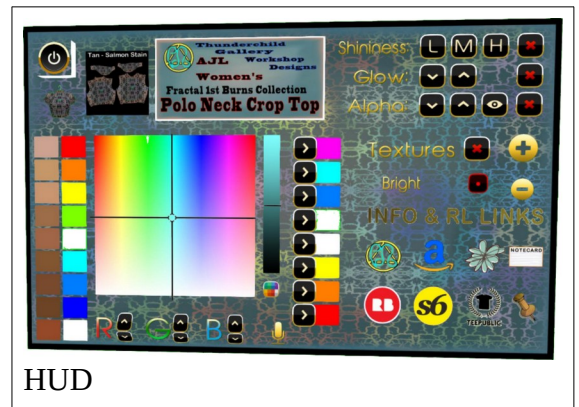 Tan - Salmon Stain
Thunderchild
Gallery
AJL Workshop
Designs
Women's
Fractal 1st Burns Collection
Polo Neck Crop Top
Shininess: L M H
Glow:
Alpha:
Textures
Bright
INFO & RL LINKS
a
NOTECARD
RB
s6
TEEPUBLIC
R G B
HUD